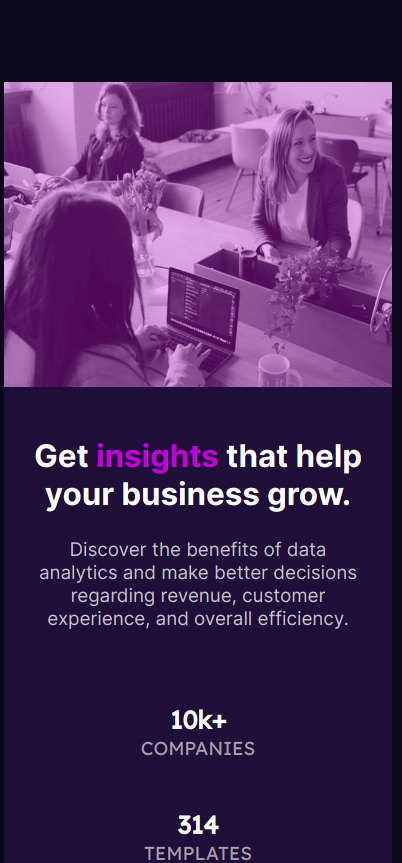 Get insights that help
your business grow.
Discover the benefits of data
analytics and make better decisions
regarding revenue, customer
experience, and overall efficiency.
10k+
COMPANIES
314
TEMPLATES